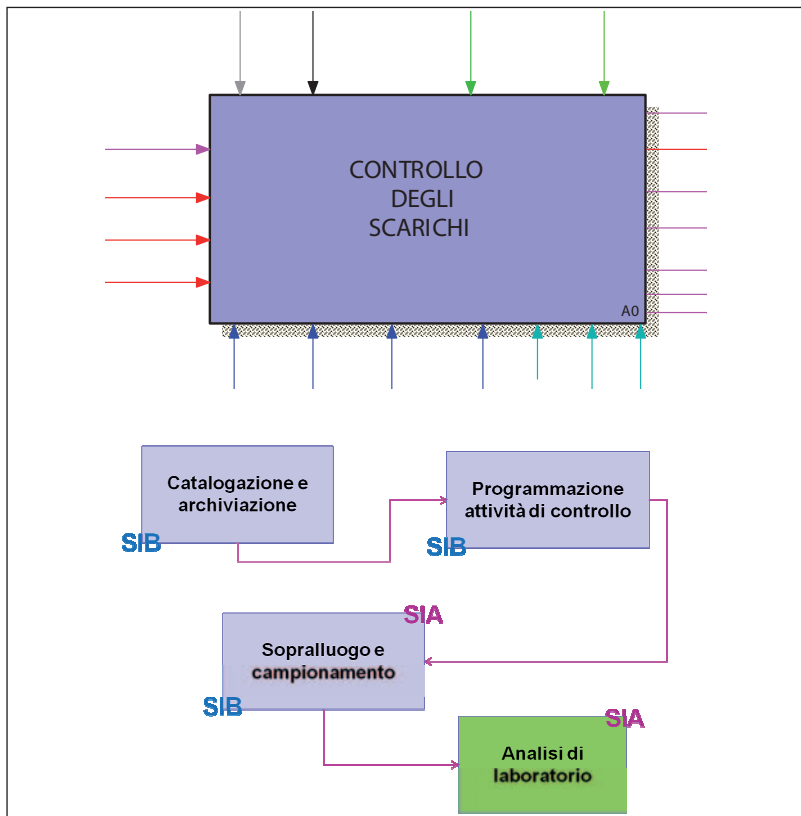 CONTROLLO
DEGLI
SCARICHI
A0
Catalogazione e
archiviazione
SIB
Programmazione
attività di controllo
SIB
SIA
Sopralluogo e
campionamento
SIB
SIA
Analisi di
laboratorio